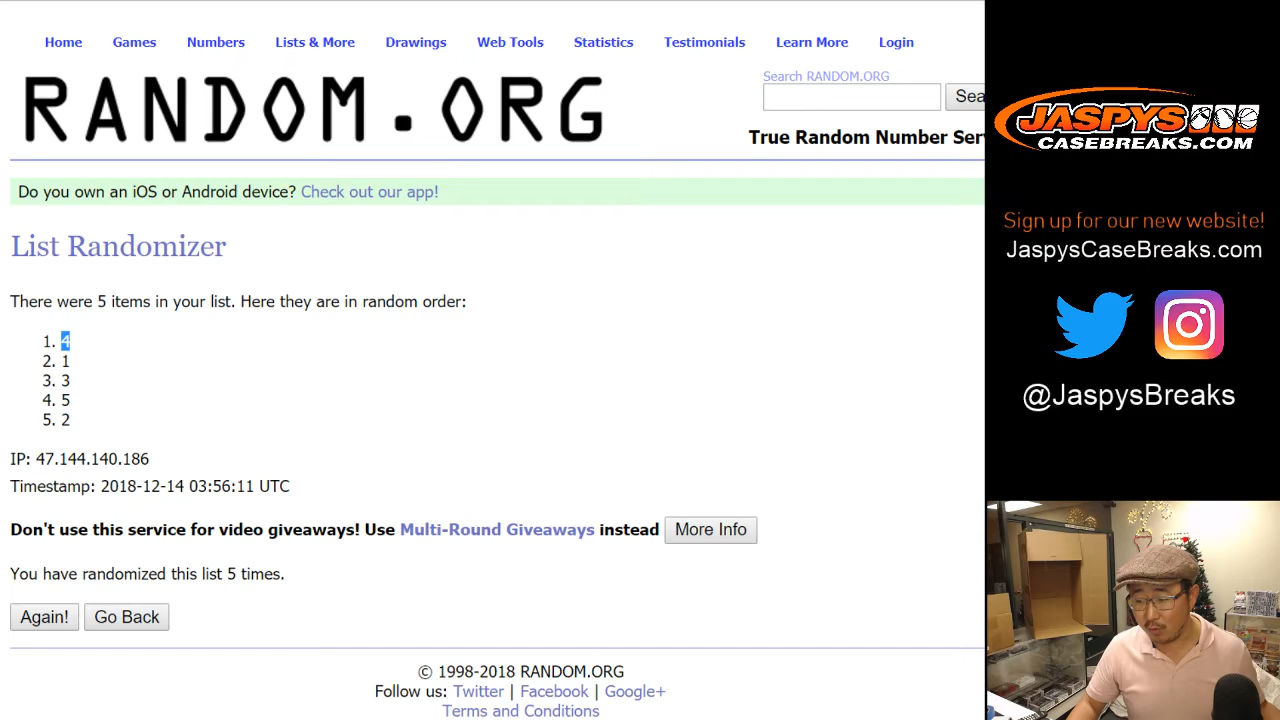 Home Games Numbers Lists & More Drawings Web Tools Statistics Testimonials Learn More Login
RANDOM.ORG
Search RANDOM.ORG
Sea
True Random Number Ser
Do you own an iOS or Android device? Check out our app!
List Randomizer
There were 5 items in your list. Here they are in random order:
1. 4
2. 1
3. 3
4. 5
5. 2
IP: 47.144.140.186
Timestamp: 2018-12-14 03:56:11 UTC
Don't use this service for video giveaways! Use Multi-Round Giveaways instead More Info
You have randomized this list 5 times.
Again! Go Back
© 1998-2018 RANDOM.ORG
Follow us: Twitter | Facebook | Google+
Terms and Conditions
JASPYS
CASEBREAKS.COM
Sign up for our new website!
JaspysCaseBreaks.com
@JaspysBreaks